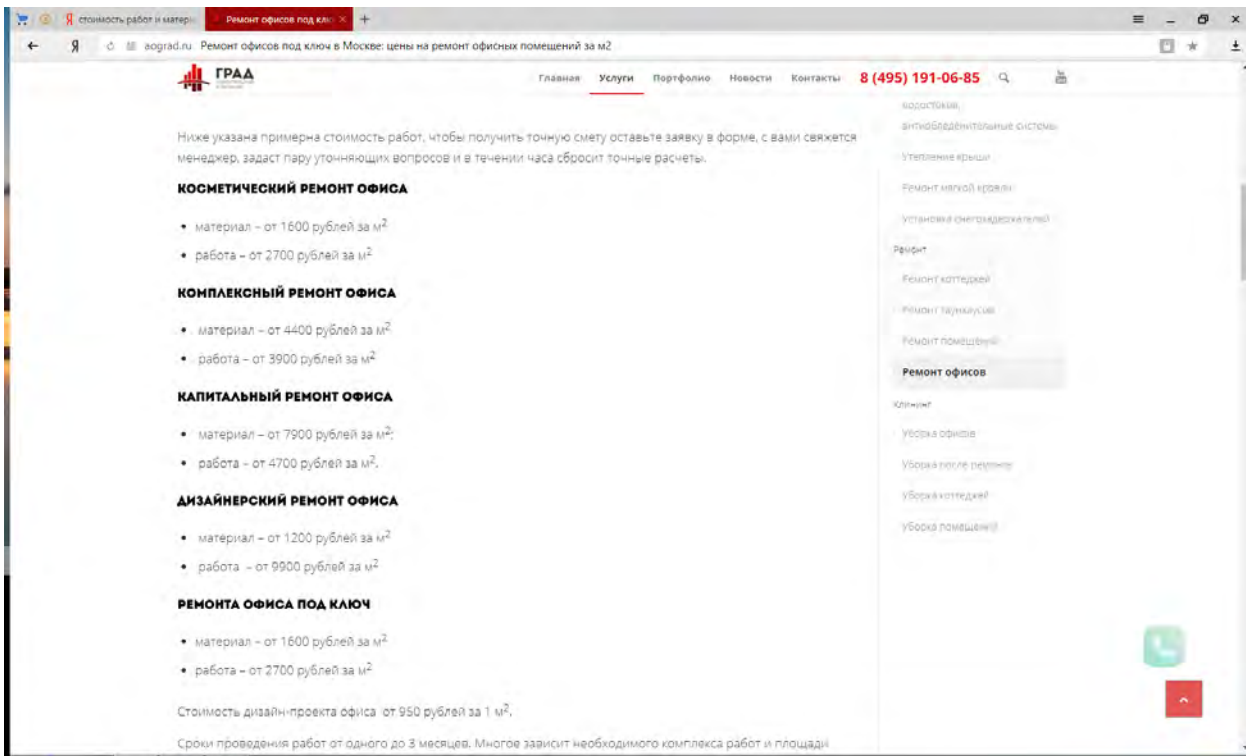 Я стоимость работ и матери
Ремонт офисов под клю
aograd.ru Ремонт офисов под ключ в Москве: цены на ремонт офисных помещений за м2
ГРАД
Главная Услуги Портфолио Новости Контакты 8 (495) 191-06-85
Ниже указана примерна стоимость работ, чтобы получить точную смету оставьте заявку в форме, с вами свяжется
менеджер, задаст пару уточняющих вопросов и в течении часа сбросит точные расчеты.
КОСМЕТИЧЕСКИЙ РЕМОНТ ОФИСА
• материал – от 1600 рублей за м²
• работа – от 2700 рублей за м²
КОМПЛЕКСНЫЙ РЕМОНТ ОФИСА
• материал – от 4400 рублей за м²
• работа – от 3900 рублей за м²
КАПИТАЛЬНЫЙ РЕМОНТ ОФИСА
• материал – от 7900 рублей за м²;
• работа – от 4700 рублей за м².
ДИЗАЙНЕРСКИЙ РЕМОНТ ОФИСА
• материал – от 1200 рублей за м²
• работа – от 9900 рублей за м²
РЕМОНТА ОФИСА ПОД КЛЮЧ
• материал – от 1600 рублей за м²
• работа – от 2700 рублей за м²
Стоимость дизайн-проекта офиса от 950 рублей за 1 м².
Сроки проведения работ от одного до 3 месяцев. Многое зависит необходимого комплекса работ и площади
водостоков,
антиобледенительные системы
Утепление крыши
Ремонт мягкой кровли
Установка снегозадержателей
Ремонт
Ремонт коттеджей
Ремонт таунхаусов
Ремонт помещений
Ремонт офисов
Клининг
Уборка офисов
Уборка после ремонта
Уборка коттеджей
Уборка помещений